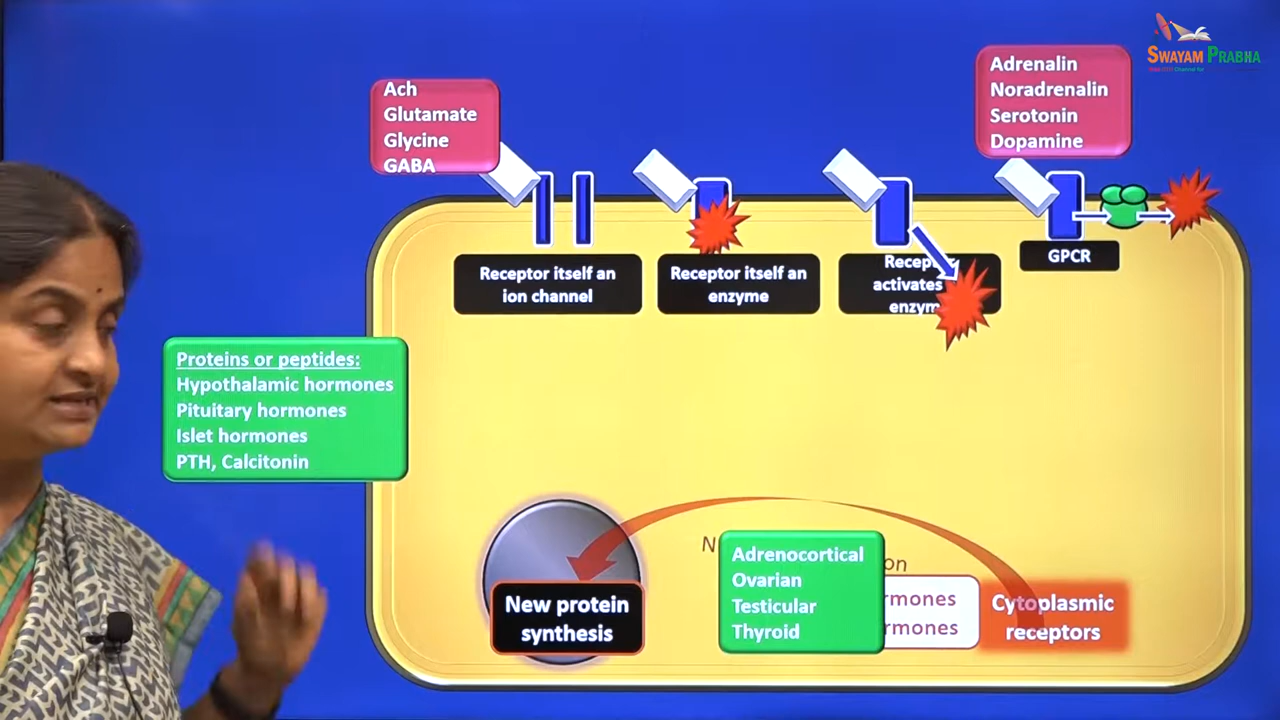 SWAYAM PRABHA
Ach
Glutamate
Glycine
GABA
Adrenalin
Noradrenalin
Serotonin
Dopamine
Receptor itself an
ion channel
Receptor itself an
enzyme
activates
GPCR
Proteins or peptides:
Hypothalamic hormones
Pituitary hormones
Islet hormones
PTH, Calcitonin
New protein
synthesis
Adrenocortical
Ovarian
Testicular
Thyroid
Cytoplasmic
receptors